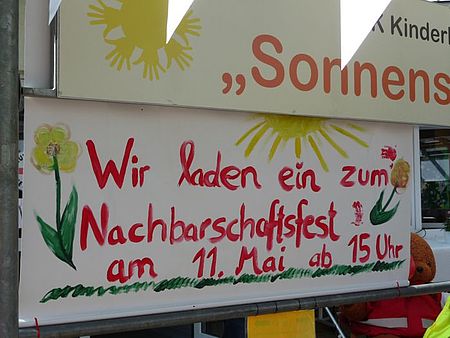 K Kinder
„Sonnens
Wir laden ein zum
Nachbarschaftsfest
am 11. Mai ab 15 Uhr